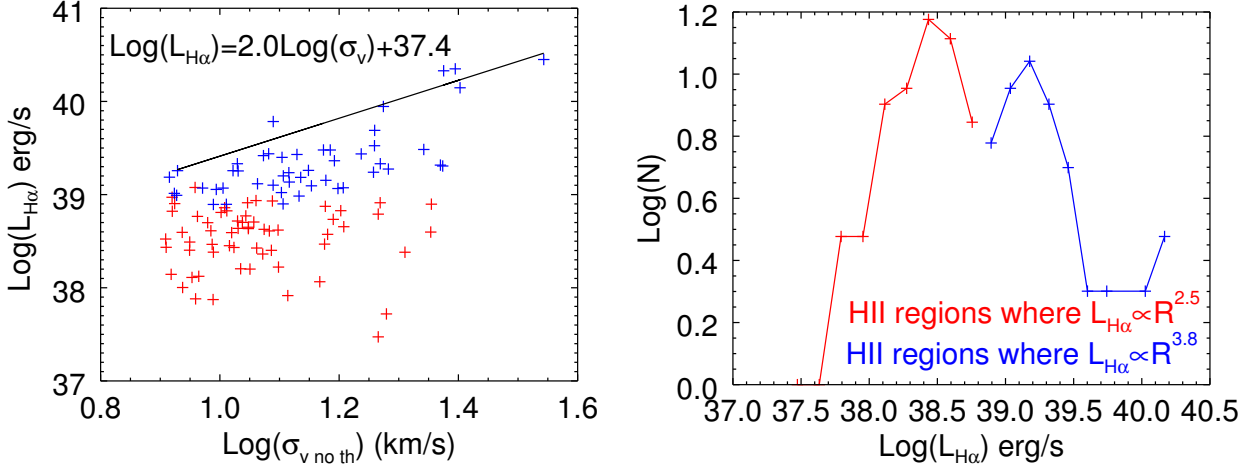 41
40
39
38
37
Log(L_Hα) erg/s
Log(L_Hα)=2.0Log(σ_v)+37.4
0.8 1.0 1.2 1.4 1.6
Log(σ_v no th) (km/s)
1.2
1.0
0.8
0.6
0.4
0.2
0.0
Log(N)
HII regions where L_Hα∝R^2.5
HII regions where L_Hα∝R^3.8
37.0 37.5 38.0 38.5 39.0 39.5 40.0 40.5
Log(L_Hα) erg/s